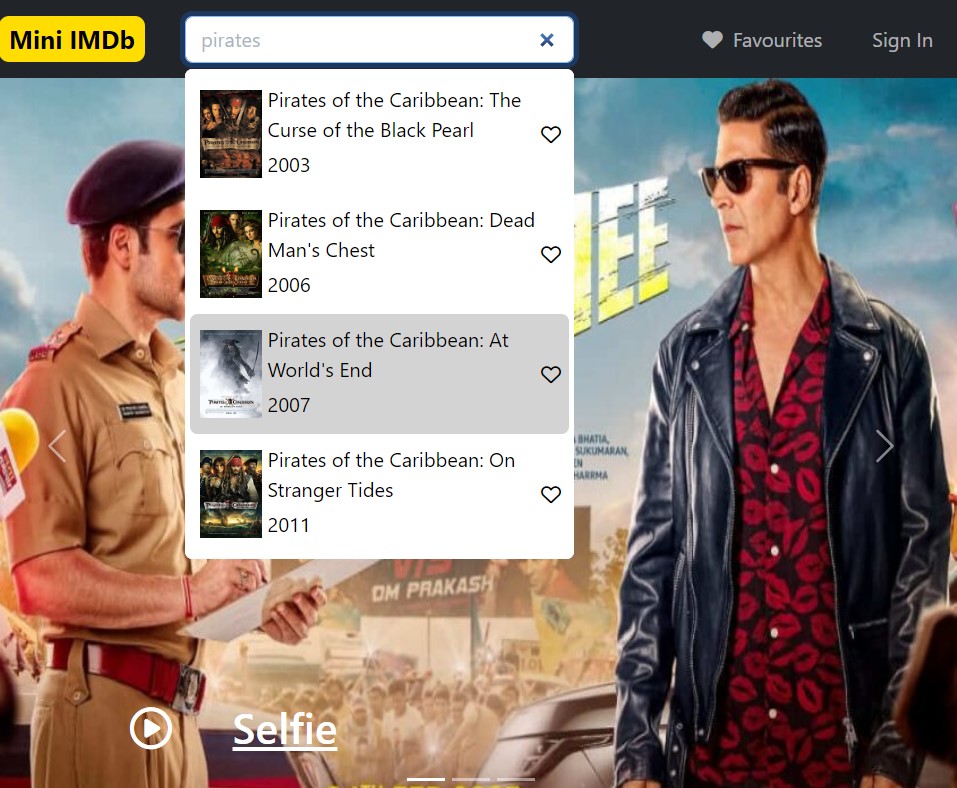 Mini IMDb
pirates
Favourites
Sign In
Pirates of the Caribbean: The
Curse of the Black Pearl
2003
Pirates of the Caribbean: Dead
Man's Chest
2006
Pirates of the Caribbean: At
World's End
2007
Pirates of the Caribbean: On
Stranger Tides
2011
BHATIA,
SUKUMARAN,
OM PRAKASH
Selfie